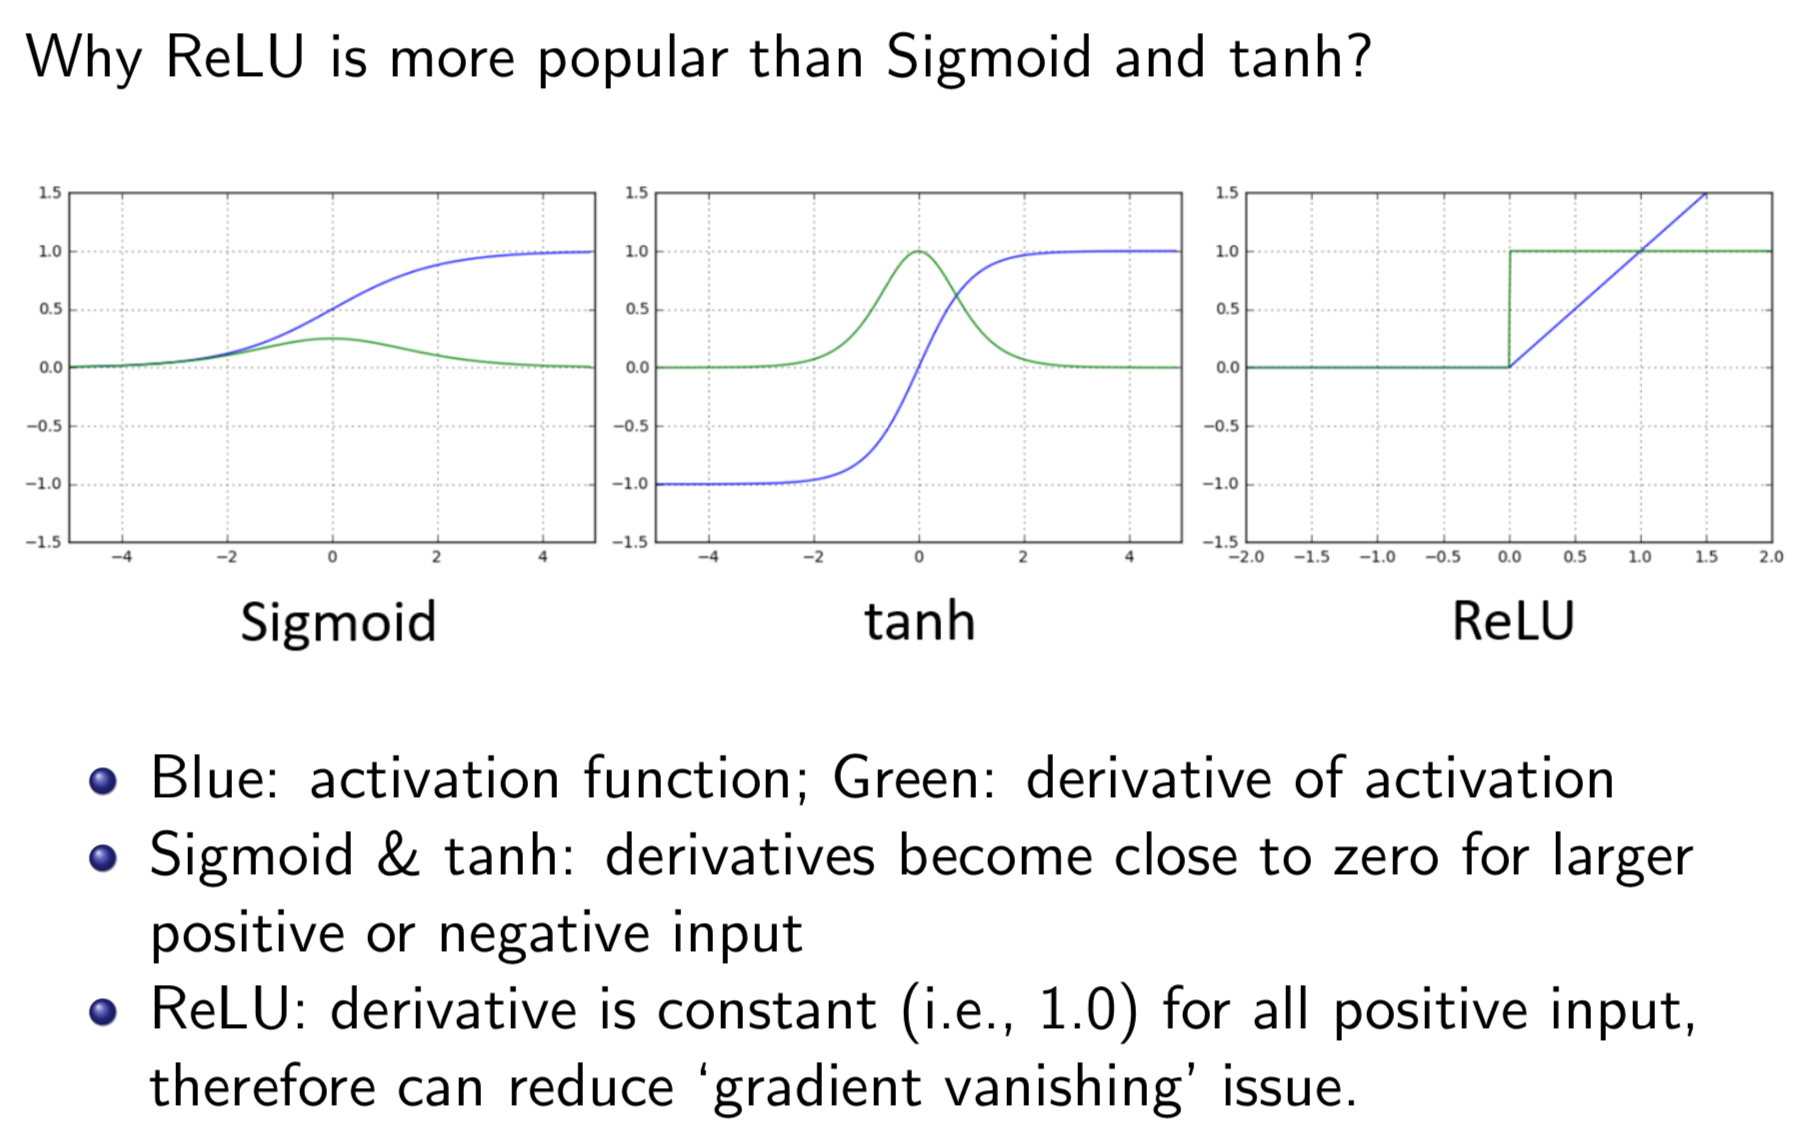 Why ReLU is more popular than Sigmoid and tanh?
1.5
1.0
0.5
0.0
−0.5
−1.0
−1.5
−4 −2 0 2 4
1.5
1.0
0.5
0.0
−0.5
−1.0
−1.5
−4 −2 0 2 4
1.5
1.0
0.5
0.0
−0.5
−1.0
−1.5
−2.0 −1.5 −1.0 −0.5 0.0 0.5 1.0 1.5 2.0
Sigmoid
tanh
ReLU
Blue: activation function; Green: derivative of activation
Sigmoid & tanh: derivatives become close to zero for larger
positive or negative input
ReLU: derivative is constant (i.e., 1.0) for all positive input,
therefore can reduce ‘gradient vanishing’ issue.